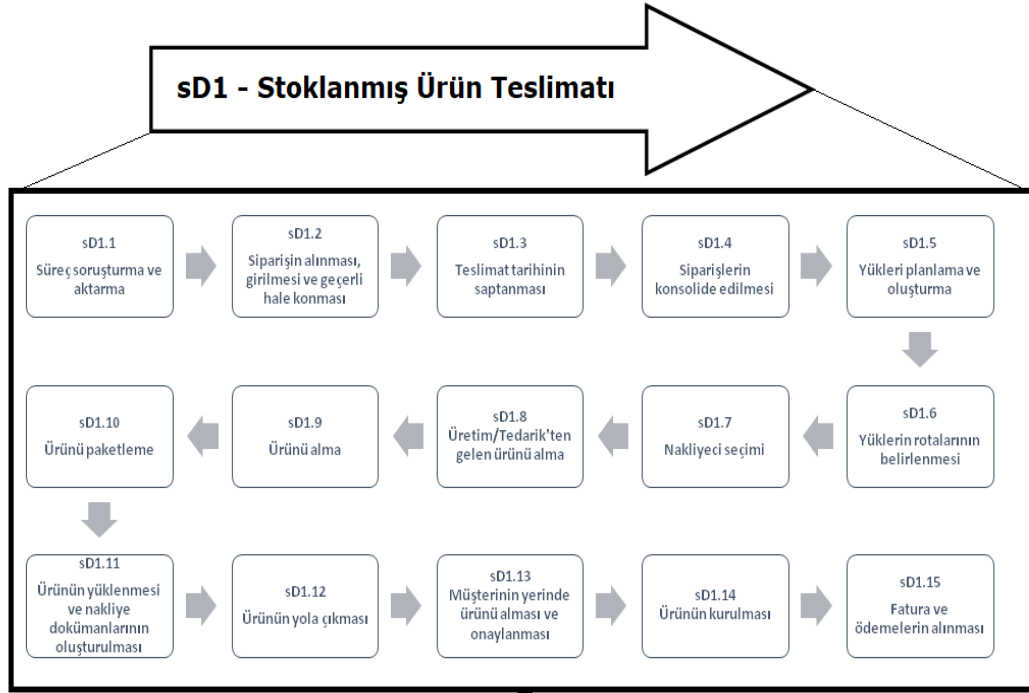 sD1 - Stoklanmış Ürün Teslimatı
sD1.1
Süreç soruşturma ve
aktarma
sD1.2
Siparişin alınması,
girilmesi ve geçerli
hale konması
sD1.3
Teslimat tarihinin
saptanması
sD1.4
Siparişlerin
konsolide edilmesi
sD1.5
Yükleri planlama ve
oluşturma
sD1.6
Yüklerin rotalarının
belirlenmesi
sD1.7
Nakliyeci seçimi
sD1.8
Üretim/Tedarik'ten
gelen ürünü alma
sD1.9
Ürünü alma
sD1.10
Ürünü paketleme
sD1.11
Ürünün yüklenmesi
ve nakliye
dokümanlarının
oluşturulması
sD1.12
Ürünün yola çıkması
sD1.13
Müşterinin yerinde
ürünü alması ve
onaylanması
sD1.14
Ürünün kurulması
sD1.15
Fatura ve
ödemelerin alınması